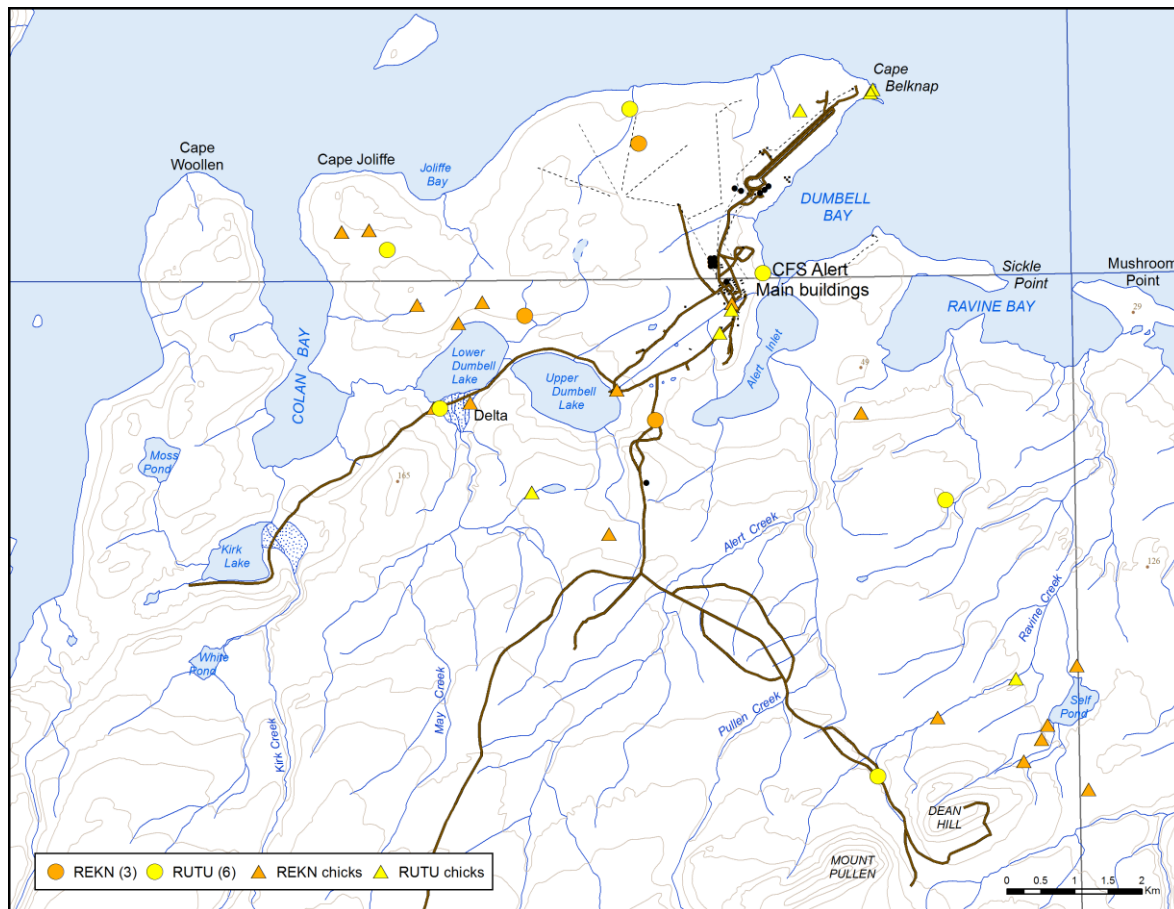 Cape
Belknap
Cape
Woollen
Cape Joliffe
Joliffe
Bay
DUMBELL
BAY
CFS Alert
Main buildings
Sickle
Point
Mushroom
Point
RAVINE BAY
29
COLAN BAY
Lower
Dumbell
Lake
Upper
Dumbell
Lake
Alert Inlet
49
Delta
Moss
Pond
165
Kirk
Lake
Alert Creek
126
Ravine Creek
White
Pond
Kirk Creek
May Creek
Pullen Creek
Self
Pond
DEAN
HILL
MOUNT
PULLEN
REKN (3) RUTU (6) REKN chicks RUTU chicks
0 0.5 1 1.5 2
Km